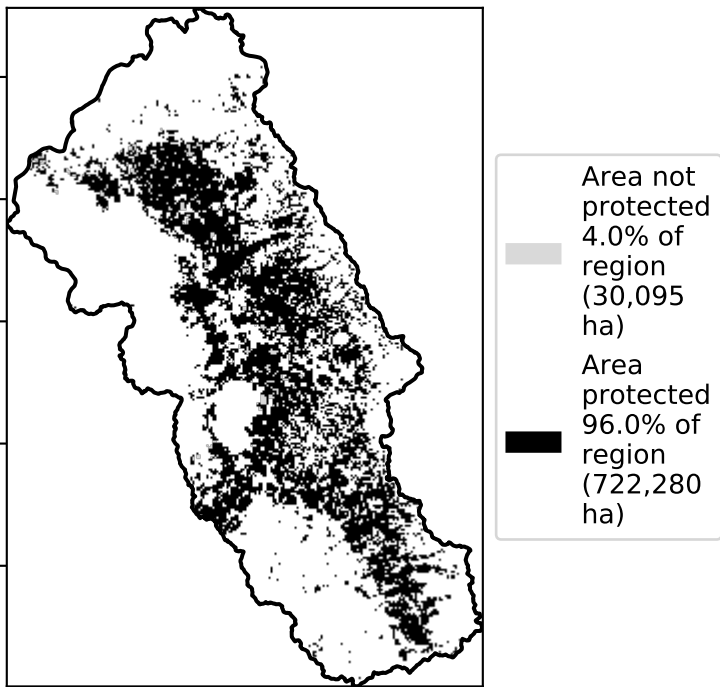 Area not
protected
4.0% of
region
(30,095
ha)
Area
protected
96.0% of
region
(722,280
ha)